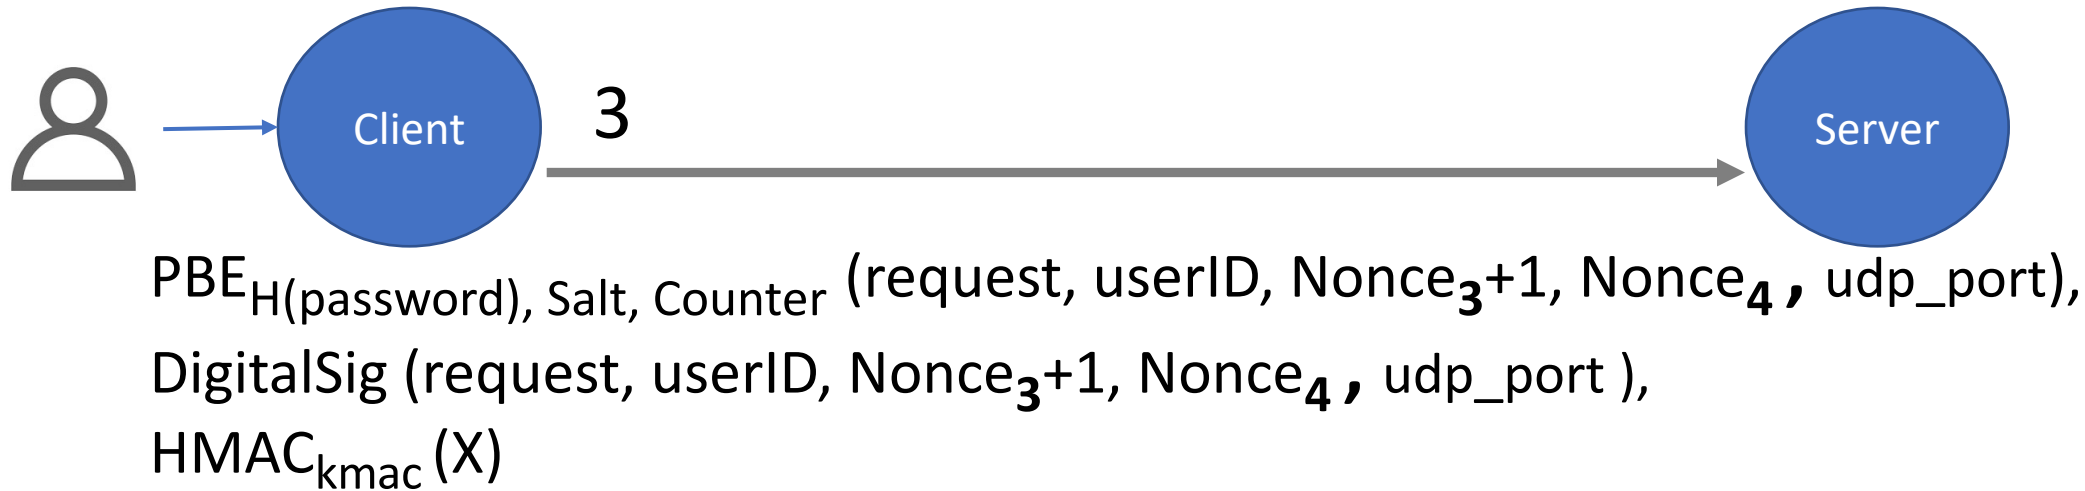 Client
3
Server
PBE H(password), Salt, Counter (request, userID, Nonce3+1, Nonce4 , udp_port),
DigitalSig (request, userID, Nonce3+1, Nonce4 , udp_port ),
HMACkmac (X)